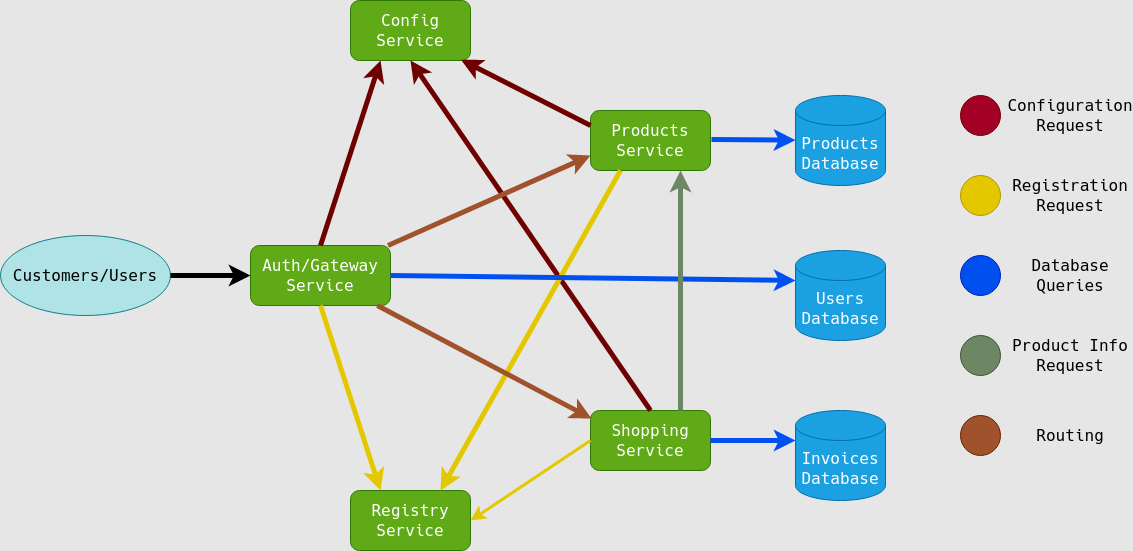 Config
Service
Products
Service
Products
Database
Configuration
Request
Registration
Request
Customers/Users
Auth/Gateway
Service
Users
Database
Database
Queries
Product Info
Request
Shopping
Service
Invoices
Database
Routing
Registry
Service